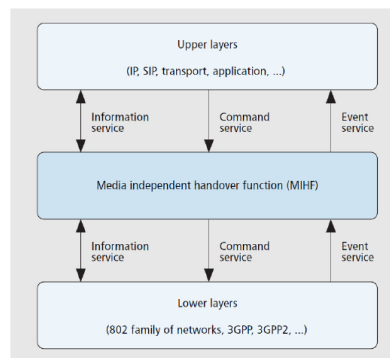 Upper layers
(IP, SIP, transport, application, ...)
Information
service
Command
service
Event
service
Media independent handover function (MIHF)
Information
service
Command
service
Event
service
Lower layers
(802 family of networks, 3GPP, 3GPP2, ...)